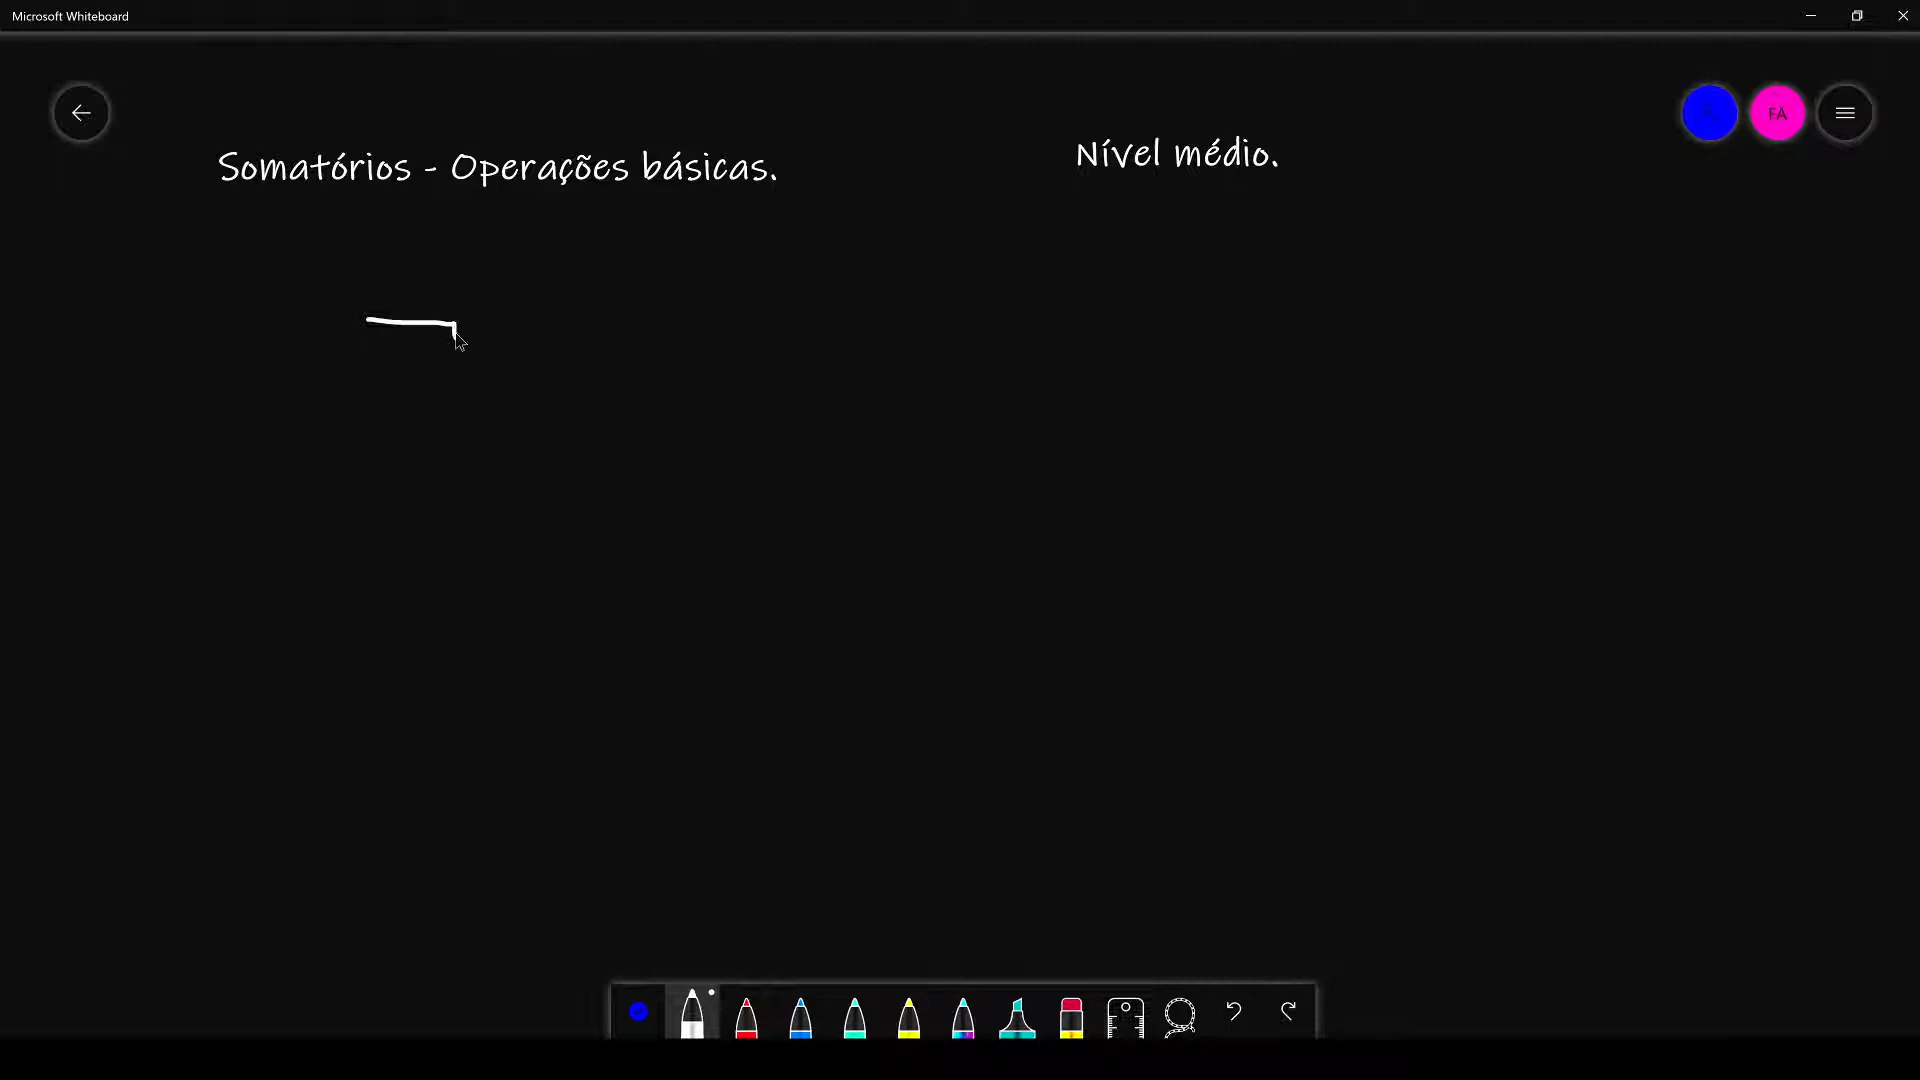 Microsoft Whiteboard
Somatórios - Operações básicas.
Nível médio.
FA